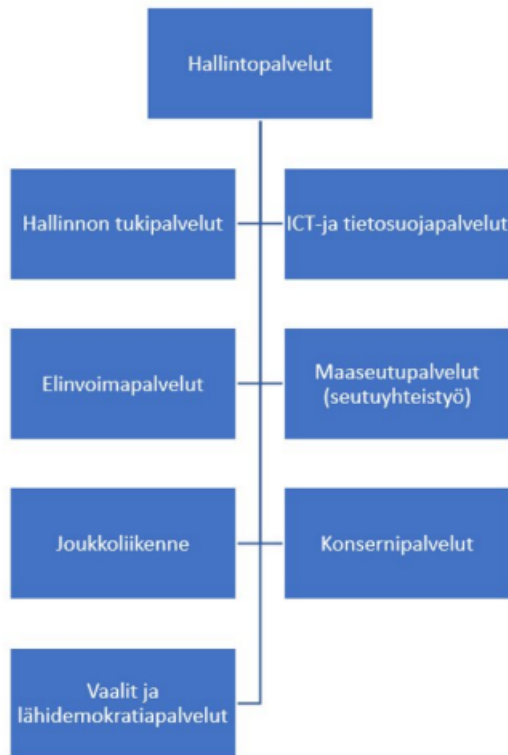 Hallintopalvelut
Hallinnon tukipalvelut
ICT-ja tietosuojapalvelut
Elinvoimapalvelut
Maaseutupalvelut
(seutuyhteistyö)
Joukkoliikenne
Konsernipalvelut
Vaalit ja
lähidemokratiapalvelut